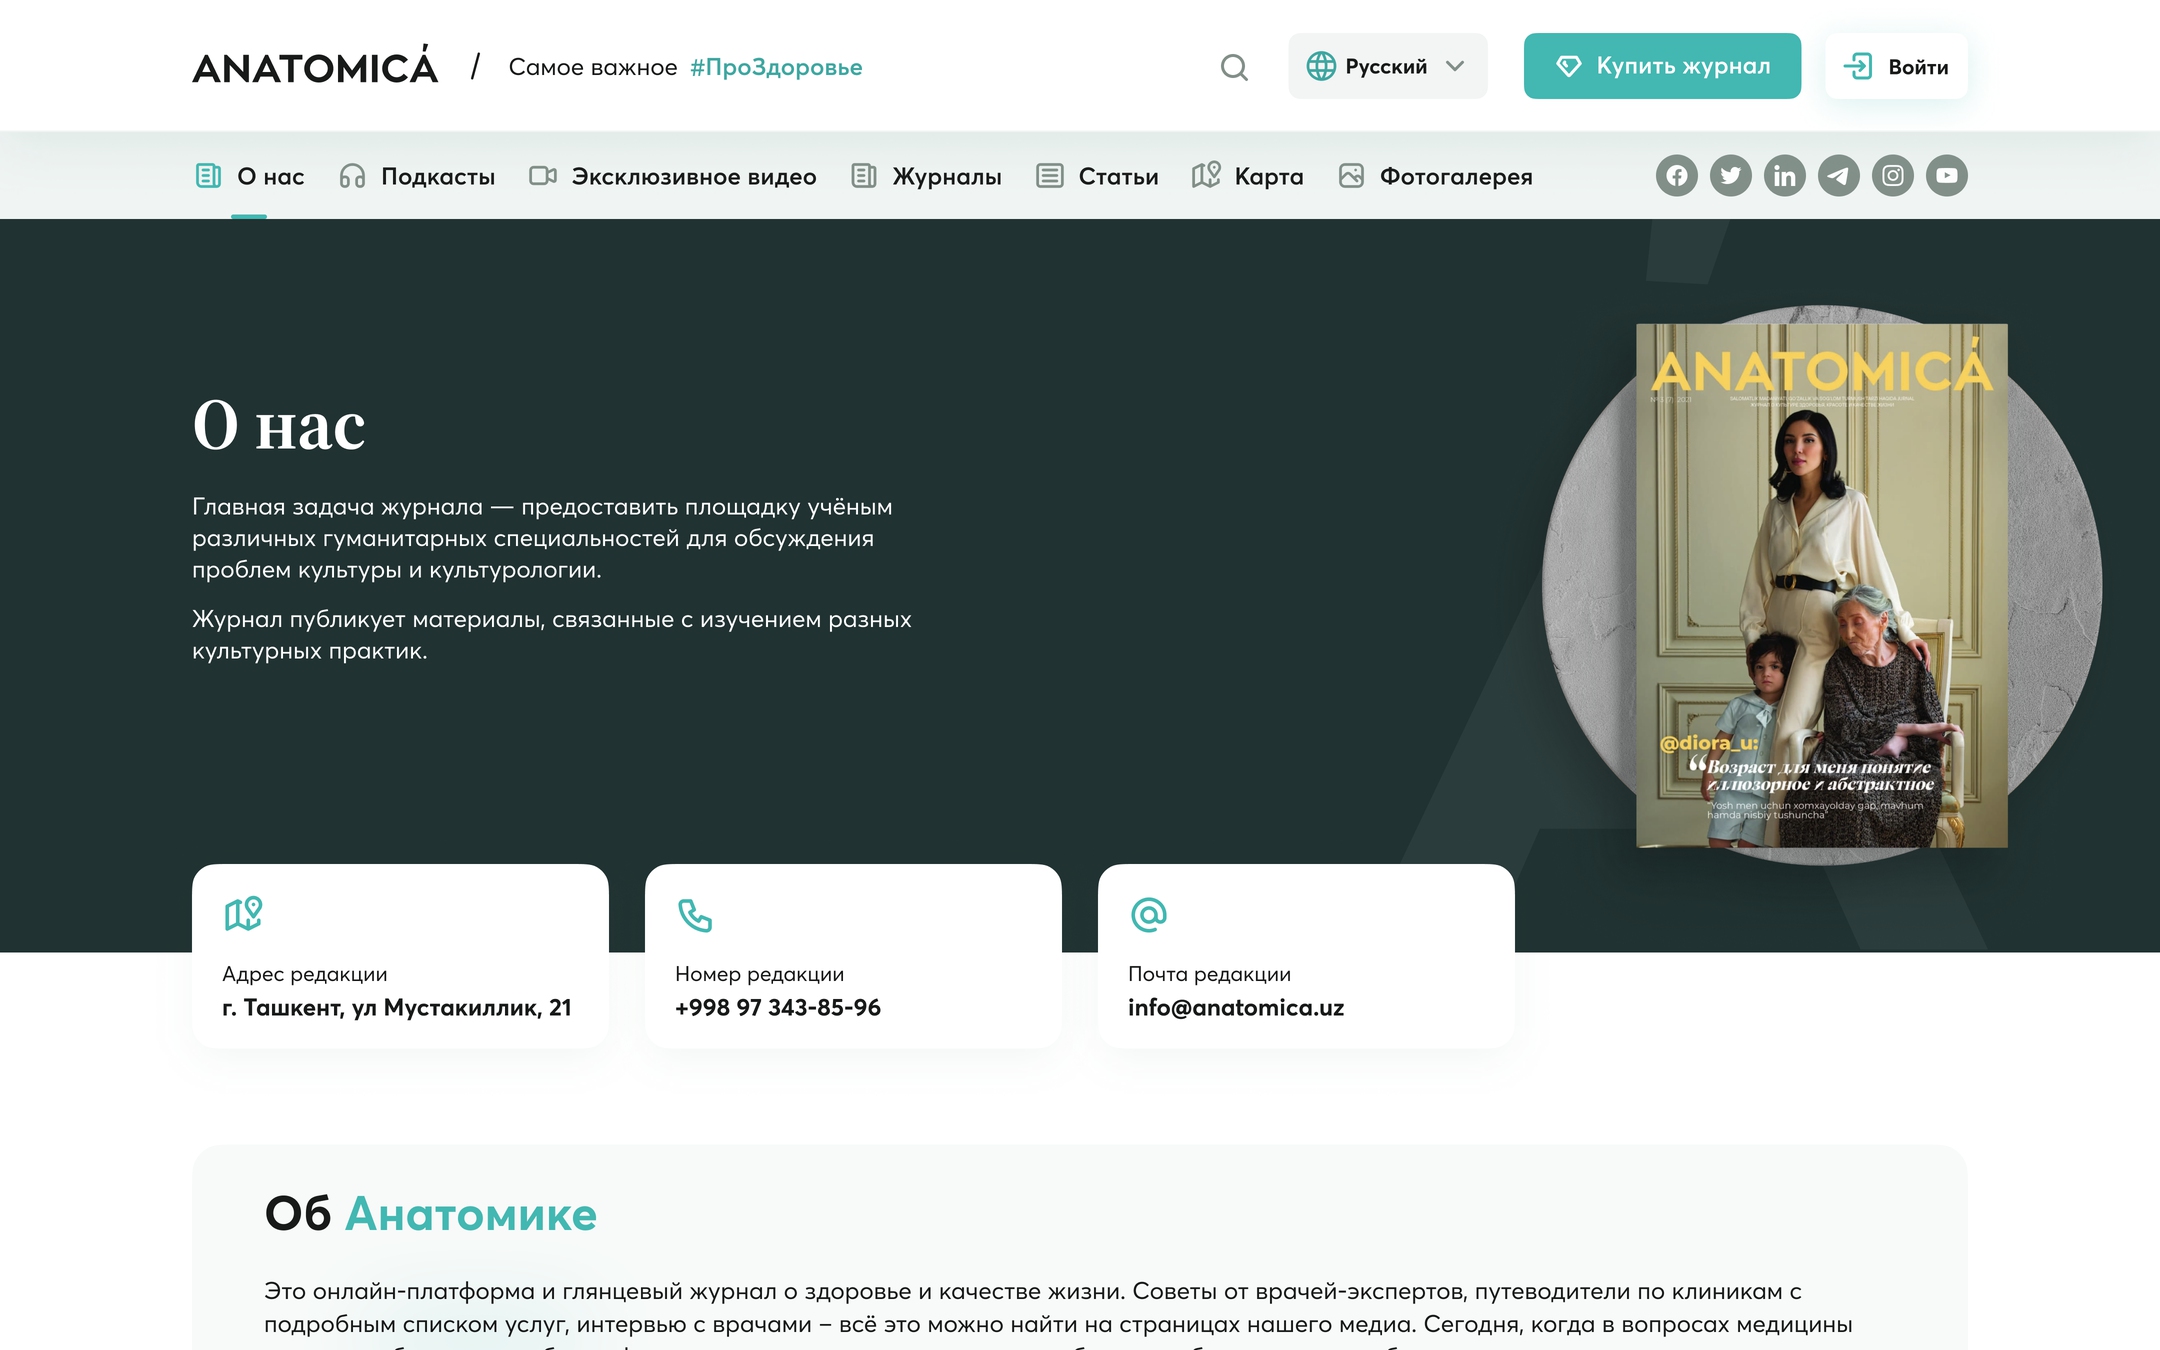 ANATOMICÁ / Самое важное #ПроЗдоровье
Русский
Купить журнал
Войти
О нас
Подкасты
Эксклюзивное видео
Журналы
Статьи
Карта
Фотогалерея
О нас
Главная задача журнала — предоставить площадку учёным
различных гуманитарных специальностей для обсуждения
проблем культуры и культурологии.
Журнал публикует материалы, связанные с изучением разных
культурных практик.
ANATOMICÁ
@diora_u:
“Возраст для меня понятие
иллюзорное и абстрактное
"Yosh men uchun xomxayolday gap, mavhum
hamda nisbiy tushuncha"
Адрес редакции
г. Ташкент, ул Мустакиллик, 21
Номер редакции
+998 97 343-85-96
Почта редакции
info@anatomica.uz
Об Анатомике
Это онлайн-платформа и глянцевый журнал о здоровье и качестве жизни. Советы от врачей-экспертов, путеводители по клиникам с
подробным списком услуг, интервью с врачами – всё это можно найти на страницах нашего медиа. Сегодня, когда в вопросах медицины